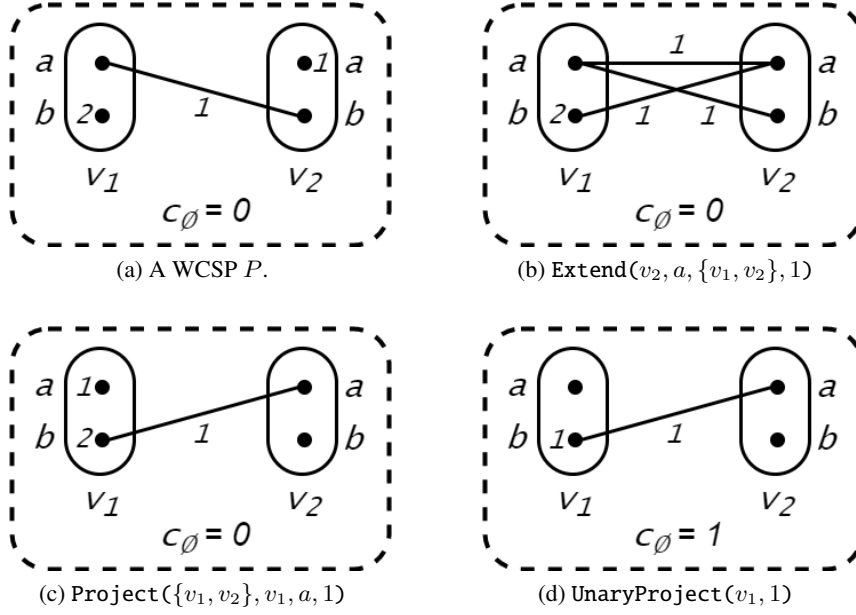 a 1 a
b 2 1 b
v1 v2
c∅ = 0
(a) A WCSP P.
1
a a
b 2 1 1 b
v1 v2
c∅ = 0
(b) Extend(v2, a, {v1, v2}, 1)
a 1 a
b 2 1 b
v1 v2
c∅ = 0
(c) Project({v1, v2}, v1, a, 1)
a a
b 1 1 b
v1 v2
c∅ = 1
(d) UnaryProject(v1, 1)